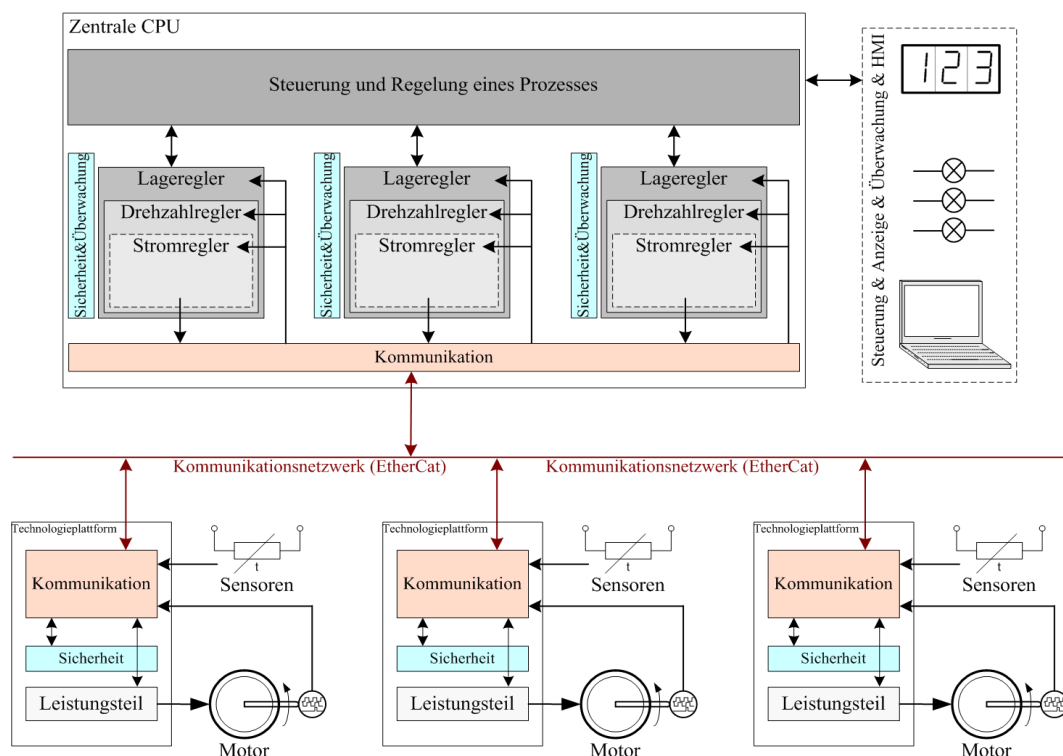 Zentrale CPU
Steuerung und Regelung eines Prozesses
Sicherheit&Überwachung
Lageregler
Drehzahlregler
Stromregler
Sicherheit&Überwachung
Lageregler
Drehzahlregler
Stromregler
Sicherheit&Überwachung
Lageregler
Drehzahlregler
Stromregler
Kommunikation
Steuerung & Anzeige & Überwachung & HMI
123
Kommunikationsnetzwerk (EtherCat)
Kommunikationsnetzwerk (EtherCat)
Technologieplattform
Kommunikation
Sicherheit
Leistungsteil
t
Sensoren
Motor
Technologieplattform
Kommunikation
Sicherheit
Leistungsteil
t
Sensoren
Motor
Technologieplattform
Kommunikation
Sicherheit
Leistungsteil
t
Sensoren
Motor